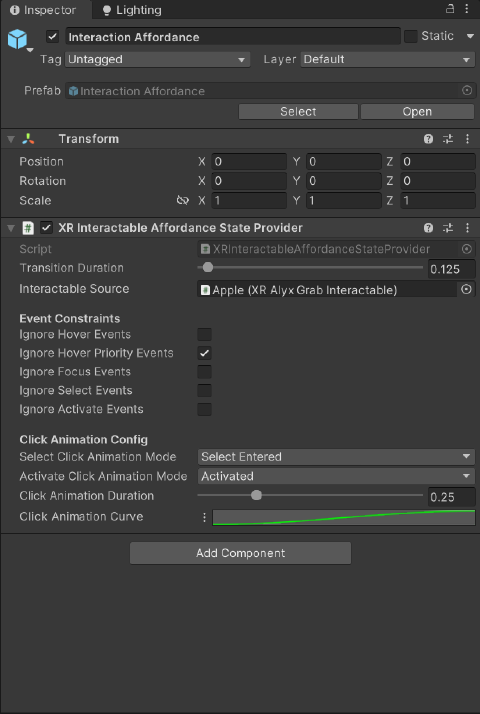 Inspector Lighting
Interaction Affordance Static
Tag Untagged Layer Default
Prefab Interaction Affordance
Select Open
Transform
Position X 0 Y 0 Z 0
Rotation X 0 Y 0 Z 0
Scale X 1 Y 1 Z 1
# XR Interactable Affordance State Provider
Script # XRInteractableAffordanceStateProvider
Transition Duration 0.125
Interactable Source # Apple (XR Alyx Grab Interactable)
Event Constraints
Ignore Hover Events
Ignore Hover Priority Events
Ignore Focus Events
Ignore Select Events
Ignore Activate Events
Click Animation Config
Select Click Animation Mode Select Entered
Activate Click Animation Mode Activated
Click Animation Duration 0.25
Click Animation Curve
Add Component